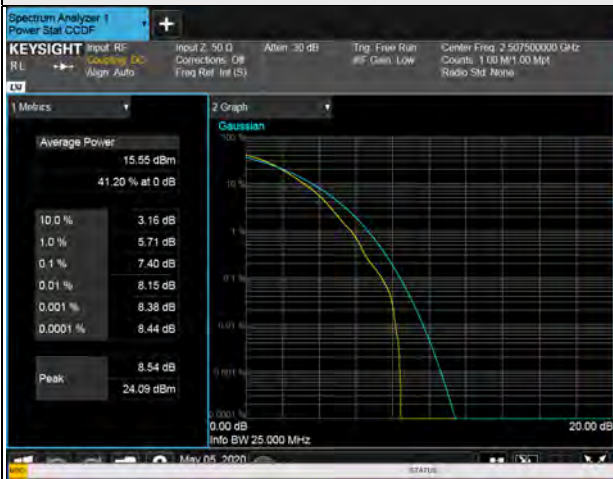 Spectrum Analyzer 1
Power Stat CCDF
+
KEYSIGHT Input: RF Input Z: 50 Ω Atten: 30 dB Trig: Free Run Center Freq: 2.507500000 GHz
RL Coupling: DC Corrections: Off #IF Gain: Low Counts: 1.00 M/1.00 Mpt
Align: Auto Freq Ref: Int (S) Radio Std: None
LW
1 Metrics
2 Graph
Gaussian
Average Power
15.55 dBm
41.20 % at 0 dB
10.0 % 3.16 dB
1.0 % 5.71 dB
0.1 % 7.40 dB
0.01 % 8.15 dB
0.001 % 8.38 dB
0.0001 % 8.44 dB
Peak 8.54 dB
24.09 dBm
100 %
10 %
1 %
0.1 %
0.01 %
0.001 %
0.0001 %
0.00 dB 20.00 dB
Info BW 25.000 MHz
May 05, 2020
MSG STATUS